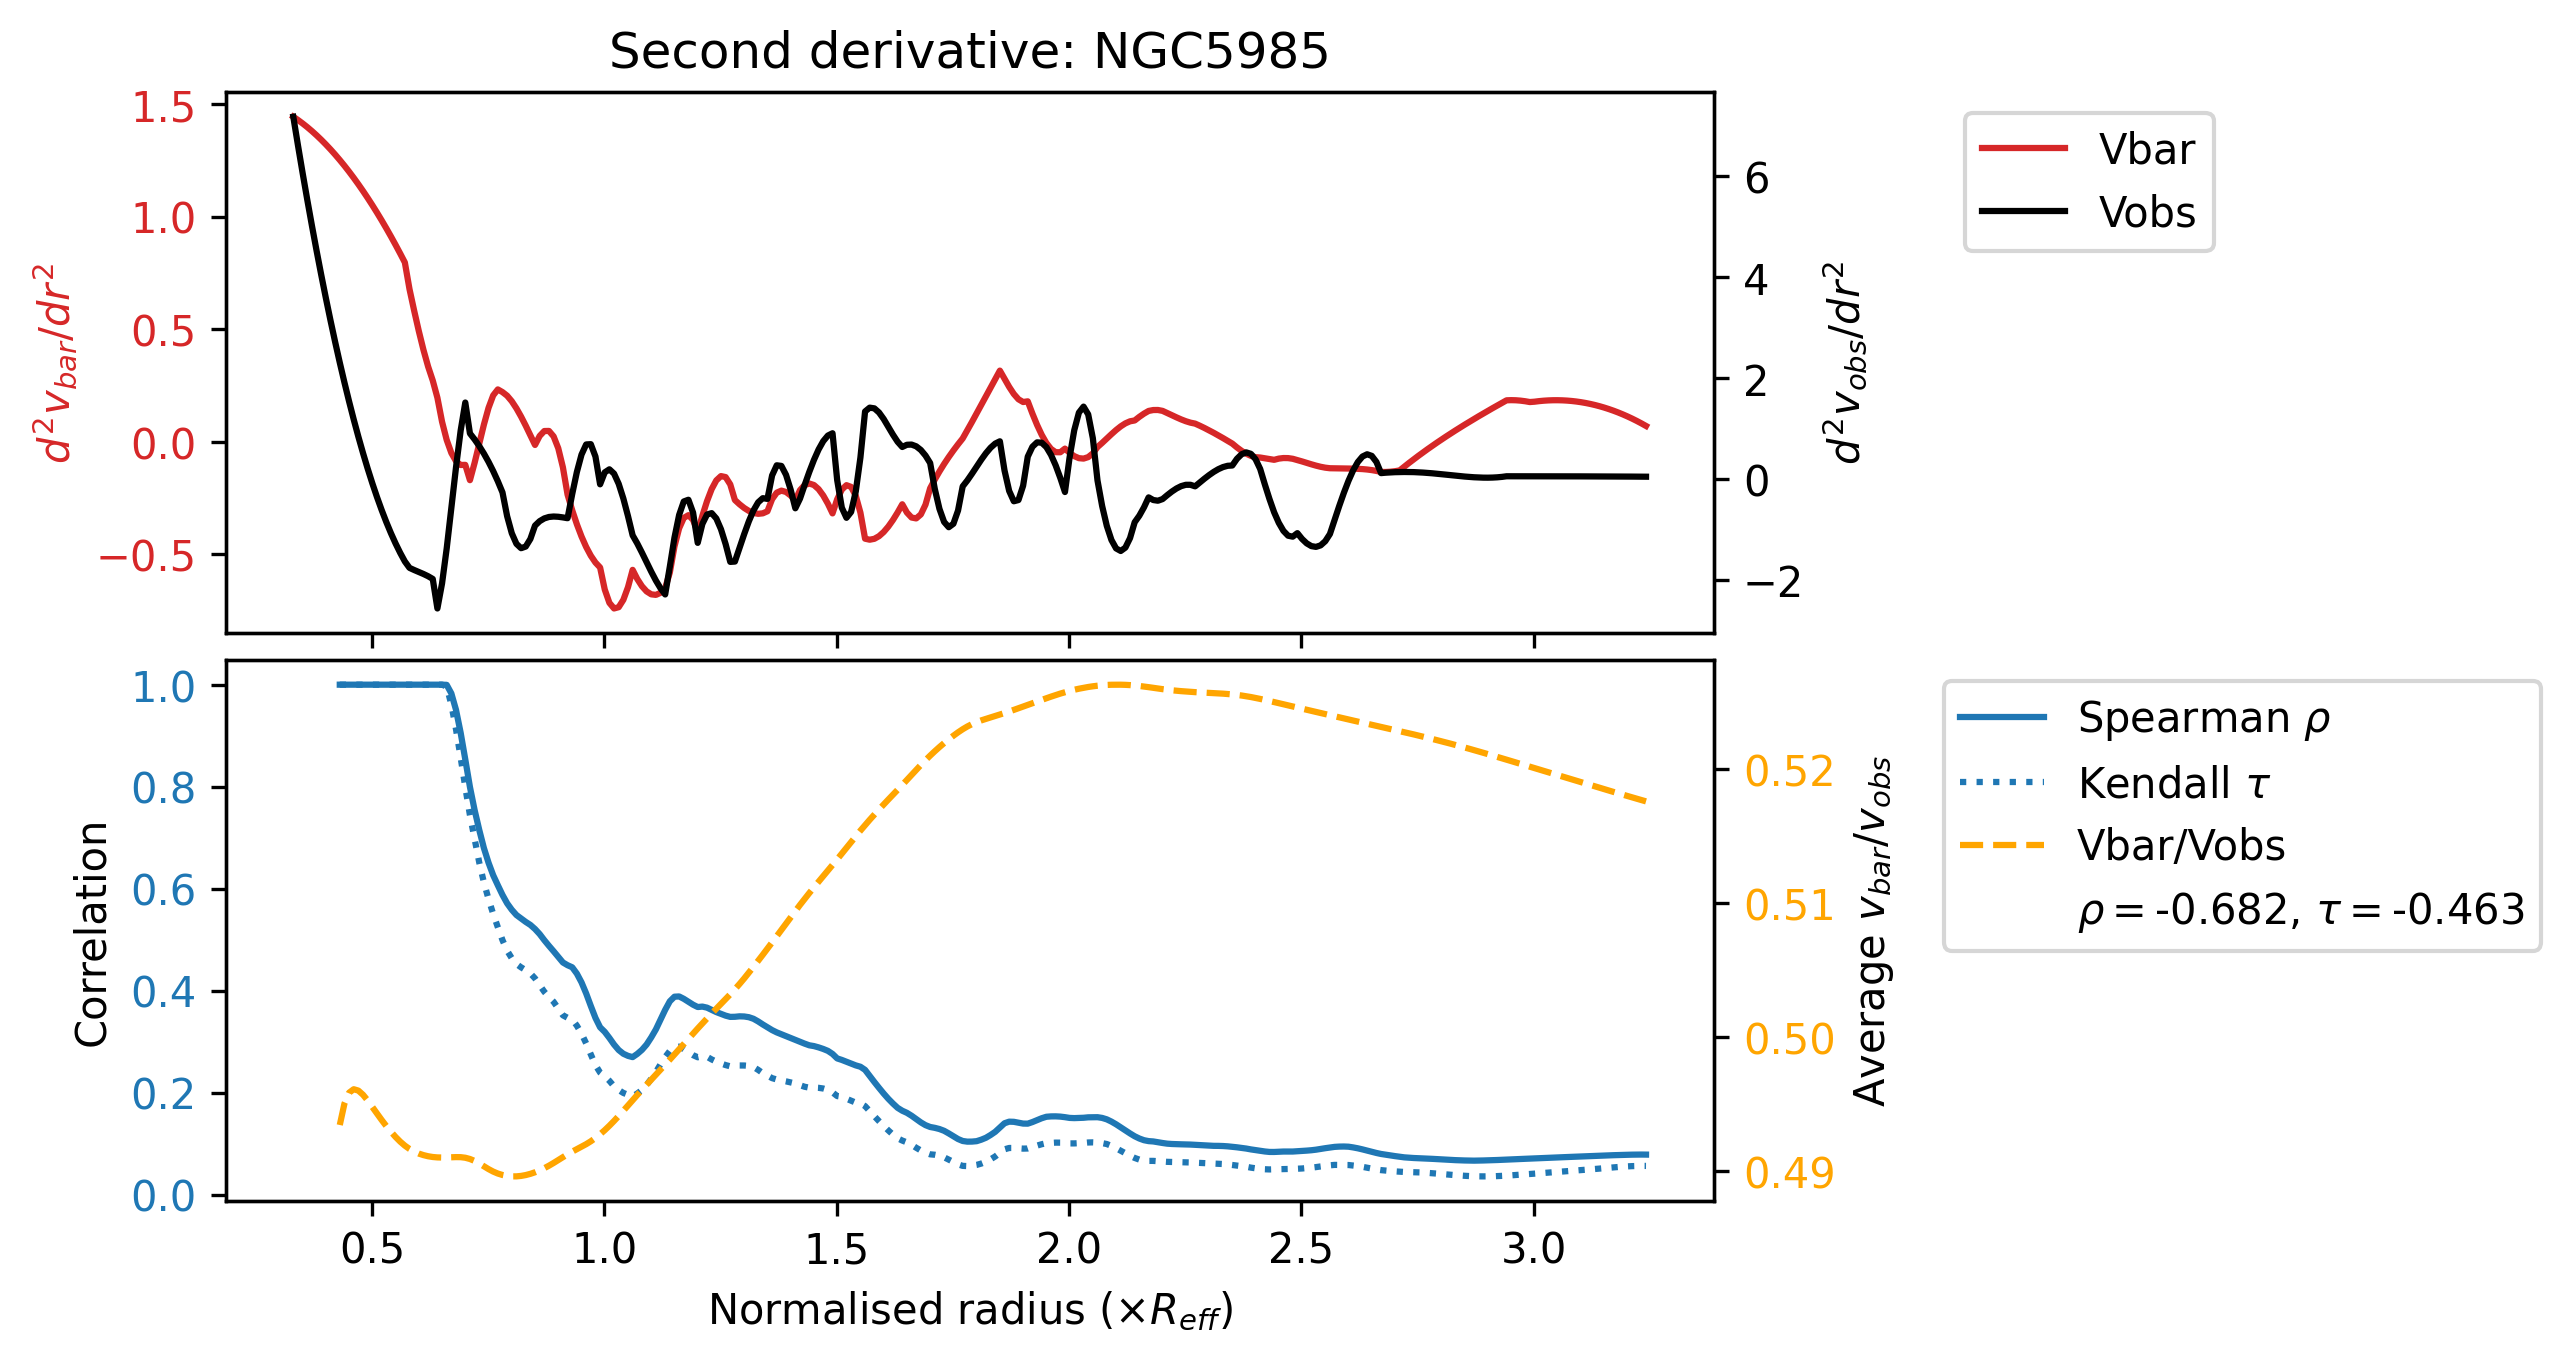 Second derivative: NGC5985
1.5
1.0
0.5
0.0
−0.5
d²v_bar/dr²
6
4
2
0
−2
d²v_obs/dr²
Vbar
Vobs
1.0
0.8
0.6
0.4
0.2
0.0
Correlation
0.52
0.51
0.50
0.49
Average v_bar/v_obs
Spearman ρ
Kendall τ
Vbar/Vobs
ρ = -0.682, τ = -0.463
0.5 1.0 1.5 2.0 2.5 3.0
Normalised radius (×R_eff)